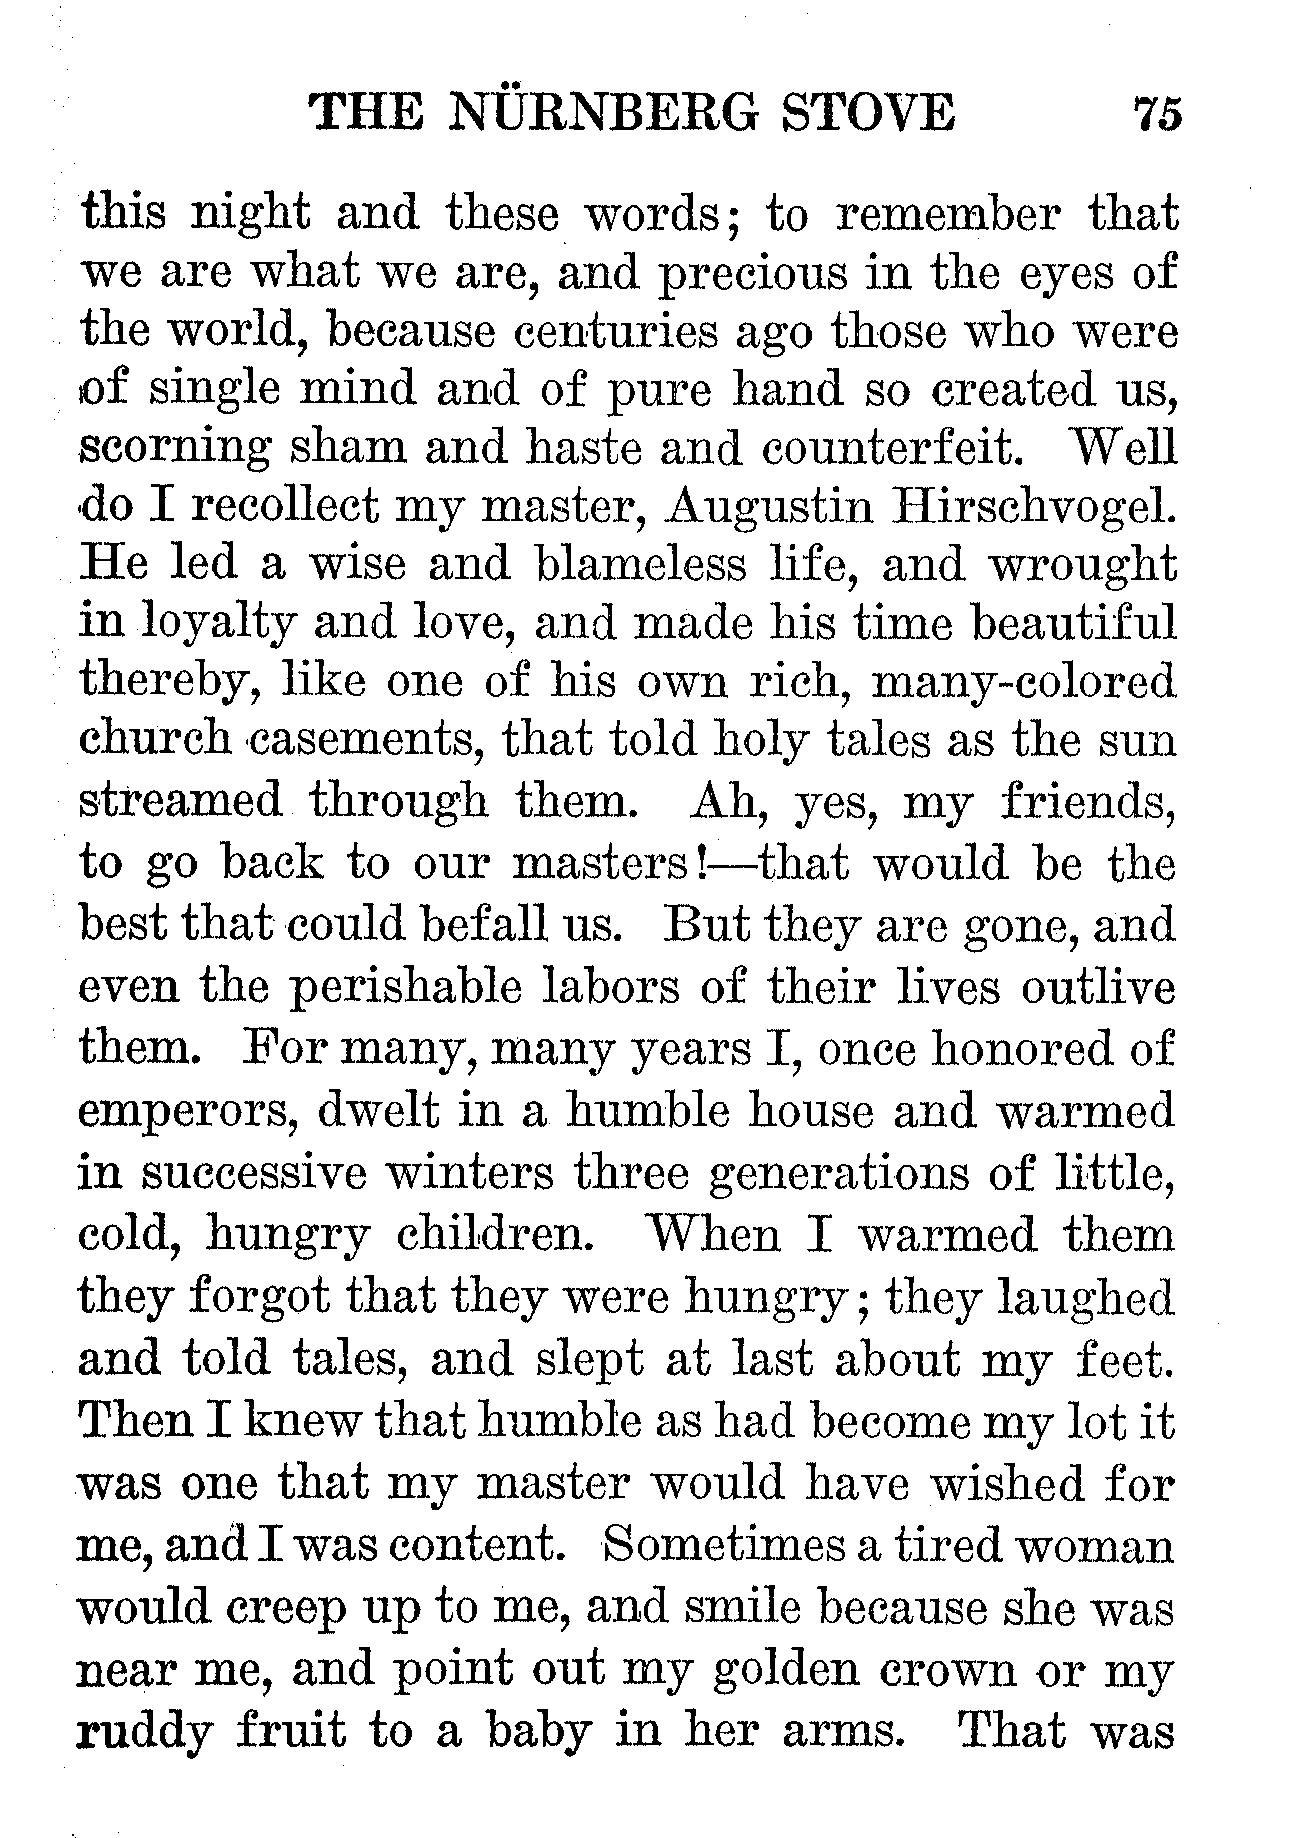 THE NÜRNBERG STOVE 75
this night and these words; to remember that
we are what we are, and precious in the eyes of
the world, because centuries ago those who were
of single mind and of pure hand so created us,
scorning sham and haste and counterfeit. Well
do I recollect my master, Augustin Hirschvogel.
He led a wise and blameless life, and wrought
in loyalty and love, and made his time beautiful
thereby, like one of his own rich, many-colored
church casements, that told holy tales as the sun
streamed through them. Ah, yes, my friends,
to go back to our masters!—that would be the
best that could befall us. But they are gone, and
even the perishable labors of their lives outlive
them. For many, many years I, once honored of
emperors, dwelt in a humble house and warmed
in successive winters three generations of little,
cold, hungry children. When I warmed them
they forgot that they were hungry; they laughed
and told tales, and slept at last about my feet.
Then I knew that humble as had become my lot it
was one that my master would have wished for
me, and I was content. Sometimes a tired woman
would creep up to me, and smile because she was
near me, and point out my golden crown or my
ruddy fruit to a baby in her arms. That was